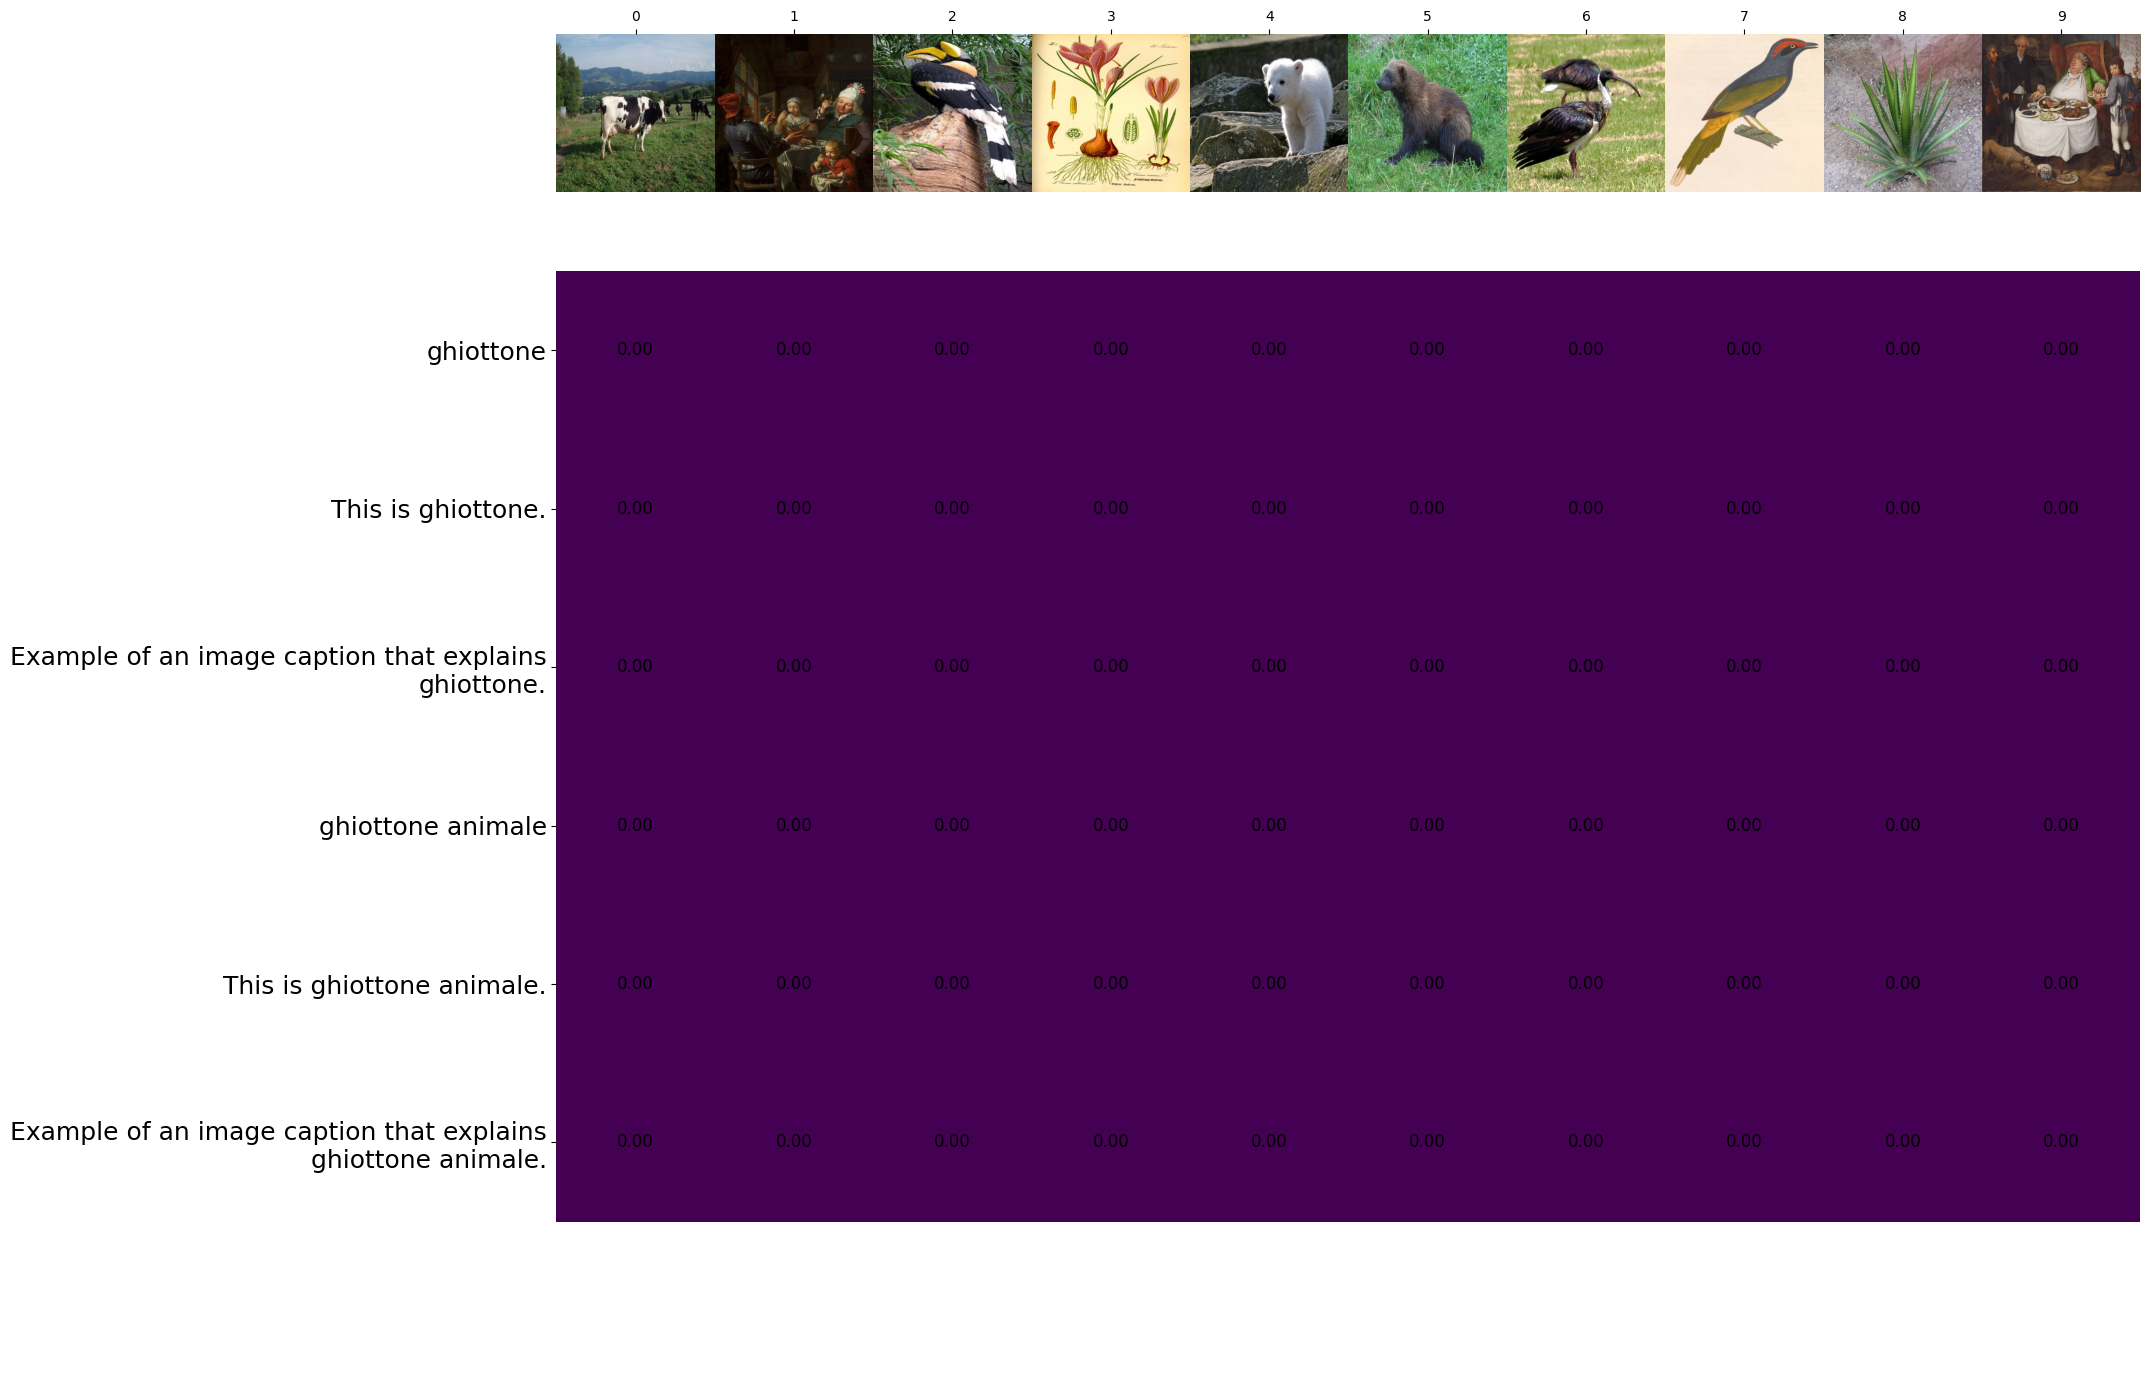 0 1 2 3 4 5 6 7 8 9
ghiottone 0.00 0.00 0.00 0.00 0.00 0.00 0.00 0.00 0.00 0.00
This is ghiottone. 0.00 0.00 0.00 0.00 0.00 0.00 0.00 0.00 0.00 0.00
Example of an image caption that explains
ghiottone. 0.00 0.00 0.00 0.00 0.00 0.00 0.00 0.00 0.00 0.00
ghiottone animale 0.00 0.00 0.00 0.00 0.00 0.00 0.00 0.00 0.00 0.00
This is ghiottone animale. 0.00 0.00 0.00 0.00 0.00 0.00 0.00 0.00 0.00 0.00
Example of an image caption that explains
ghiottone animale. 0.00 0.00 0.00 0.00 0.00 0.00 0.00 0.00 0.00 0.00